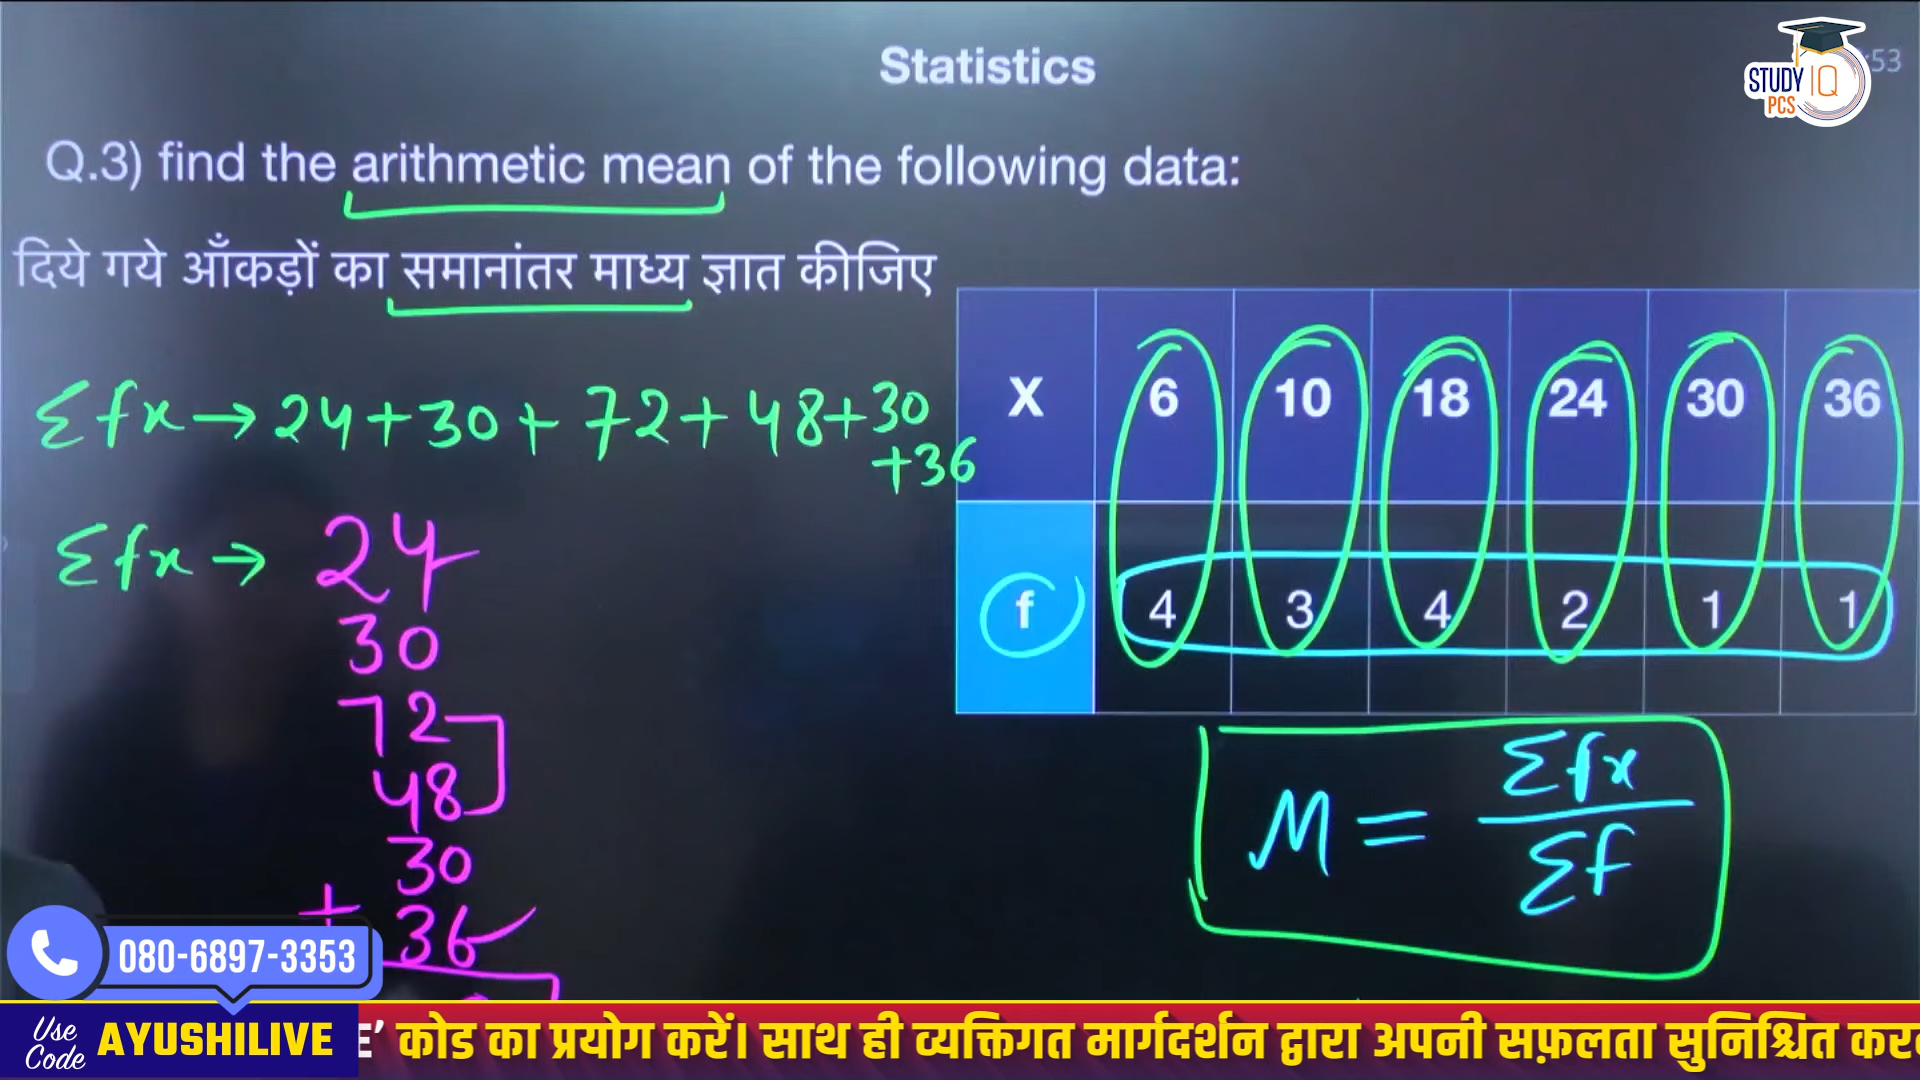 Statistics
STUDY IQ
PCS
53
Q.3) find the arithmetic mean of the following data:
दिये गये आँकड़ों का समानांतर माध्य ज्ञात कीजिए
X 6 10 18 24 30 36
f 4 3 4 2 1 1
Σfx → 24 + 30 + 72 + 48 + 30
+36
Σfx → 24
30
72
48
30
+ 36
M = Σfx
Σf
080-6897-3353
Use Code AYUSHILIVE
E’ कोड का प्रयोग करें। साथ ही व्यक्तिगत मार्गदर्शन द्वारा अपनी सफ़लता सुनिश्चित कर